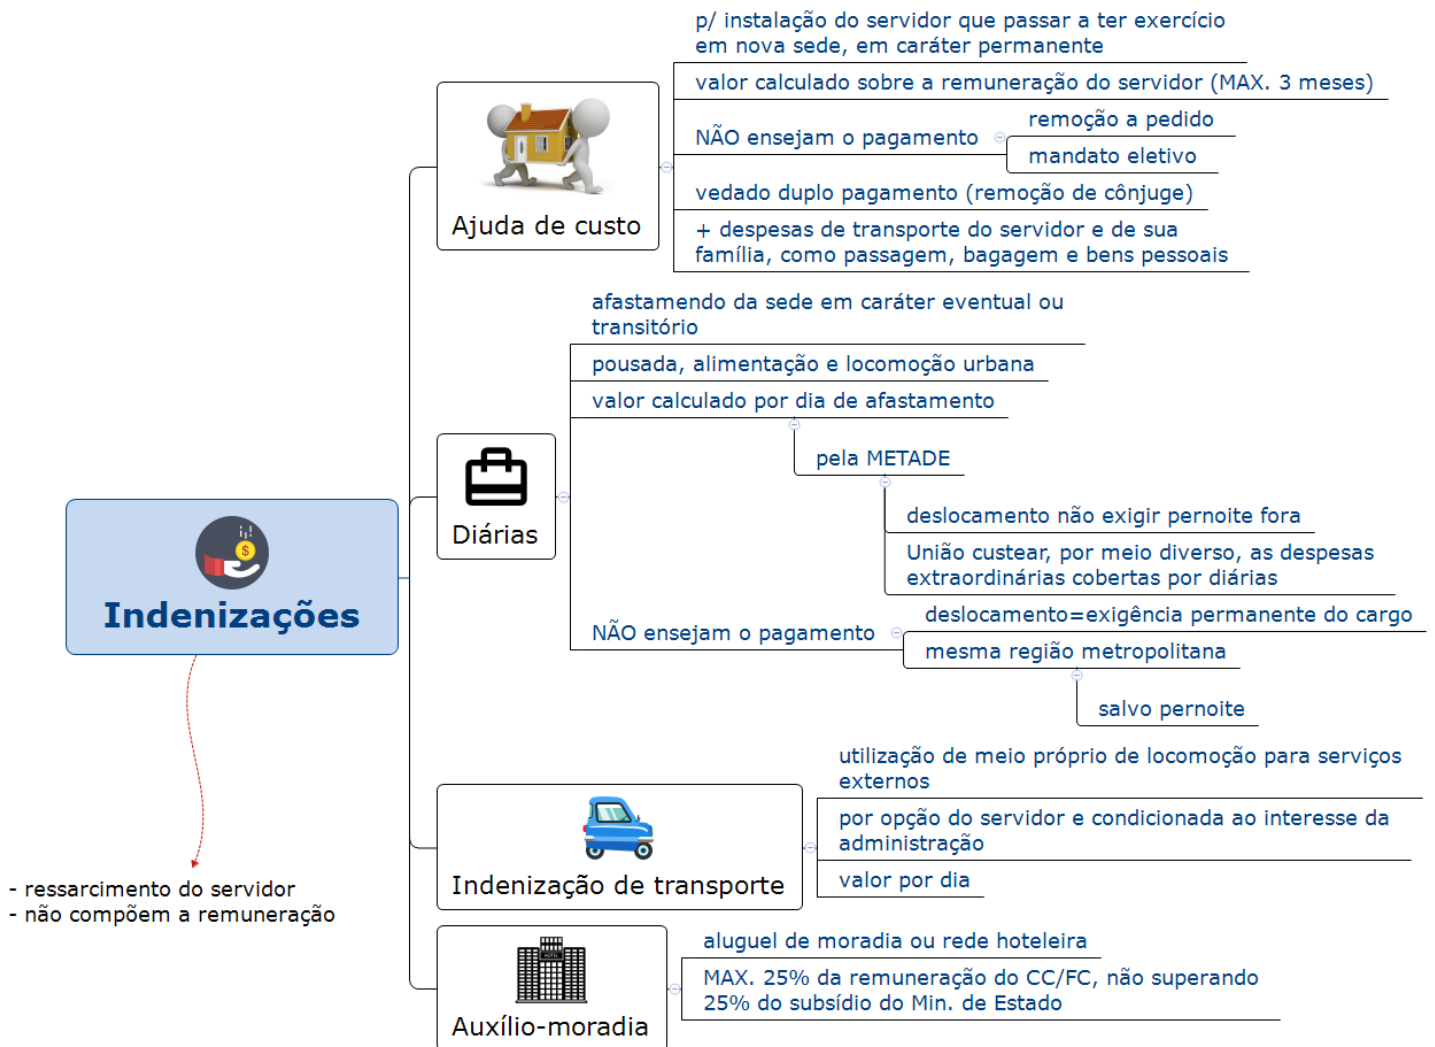 Indenizações
- ressarcimento do servidor
- não compõem a remuneração
Ajuda de custo
p/ instalação do servidor que passar a ter exercício
em nova sede, em caráter permanente
valor calculado sobre a remuneração do servidor (MAX. 3 meses)
NÃO ensejam o pagamento
remoção a pedido
mandato eletivo
vedado duplo pagamento (remoção de cônjuge)
+ despesas de transporte do servidor e de sua
família, como passagem, bagagem e bens pessoais
Diárias
afastamendo da sede em caráter eventual ou
transitório
pousada, alimentação e locomoção urbana
valor calculado por dia de afastamento
pela METADE
deslocamento não exigir pernoite fora
União custear, por meio diverso, as despesas
extraordinárias cobertas por diárias
NÃO ensejam o pagamento
deslocamento=exigência permanente do cargo
mesma região metropolitana
salvo pernoite
Indenização de transporte
utilização de meio próprio de locomoção para serviços
externos
por opção do servidor e condicionada ao interesse da
administração
valor por dia
HOTEL
Auxílio-moradia
aluguel de moradia ou rede hoteleira
MAX. 25% da remuneração do CC/FC, não superando
25% do subsídio do Min. de Estado